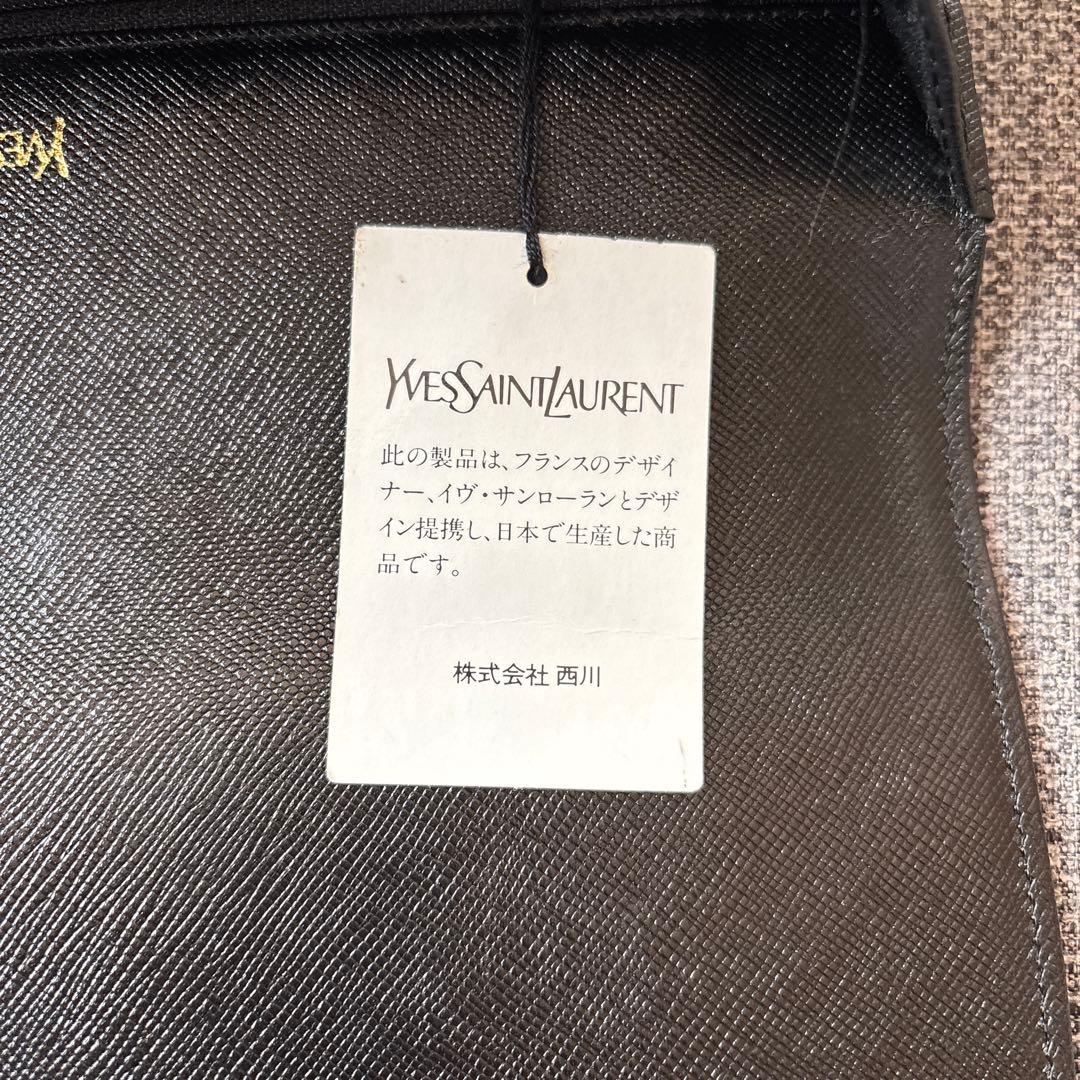 YVES
YVESSAINTLAURENT
此の製品は、フランスのデザイ
ナー、イヴ・サンローランとデザ
イン提携し、日本で生産した商
品です。
株式会社 西川